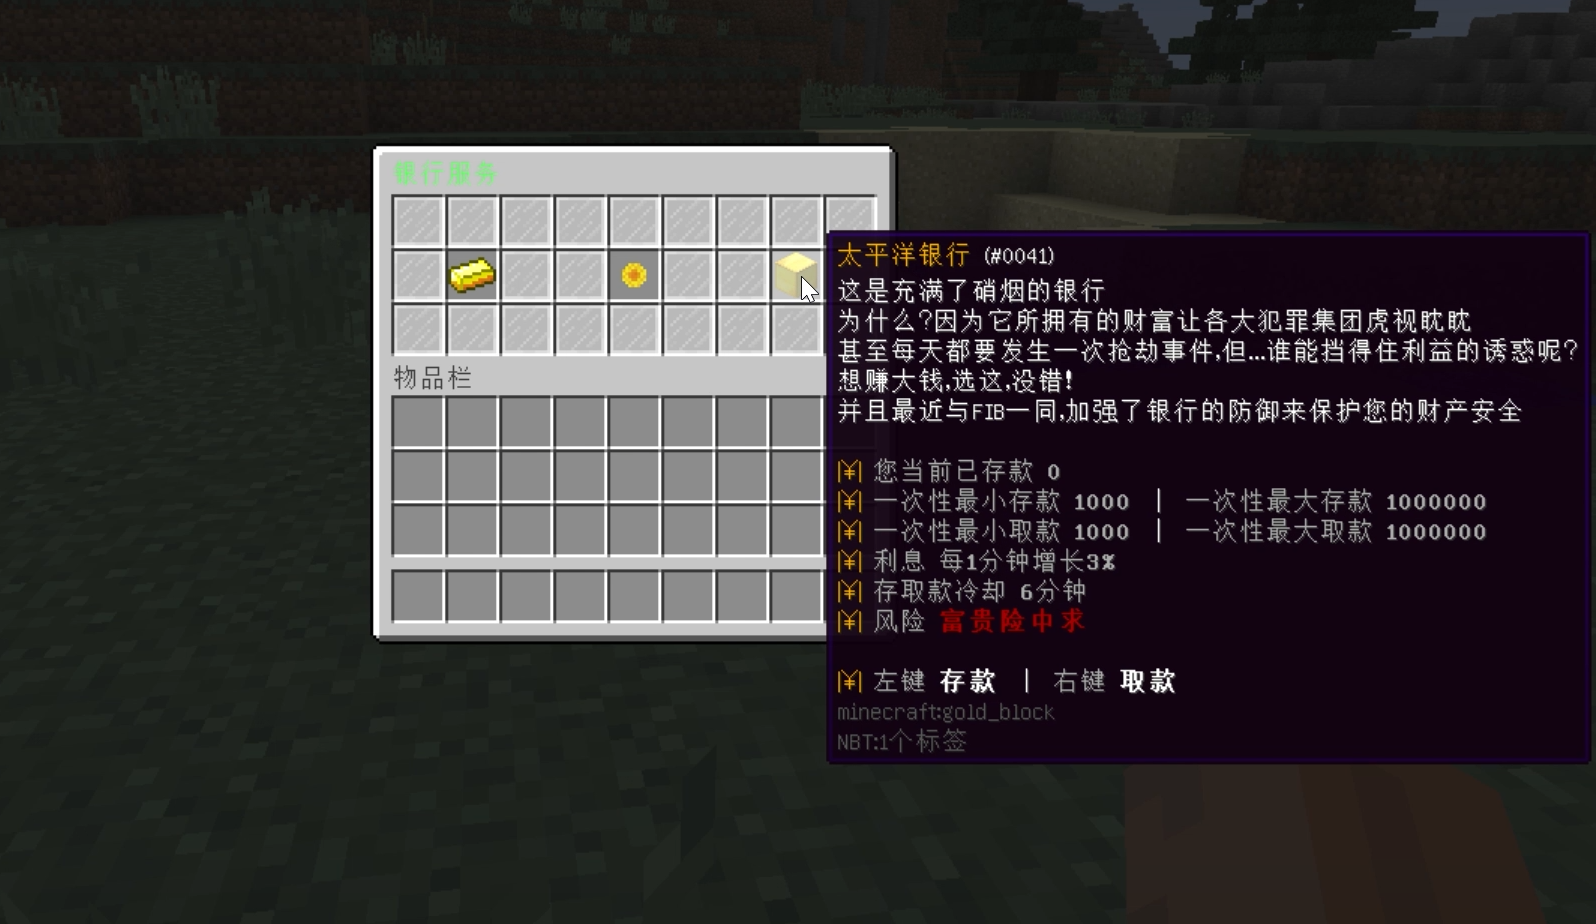 银行服务
物品栏
太平洋银行 (#0041)
这是充满了硝烟的银行
为什么?因为它所拥有的财富让各大犯罪集团虎视眈眈
甚至每天都要发生一次抢劫事件,但...谁能挡得住利益的诱惑呢?
想赚大钱,选这,没错!
并且最近与FIB一同,加强了银行的防御来保护您的财产安全
¥ 您当前已存款 0
¥ 一次性最小存款 1000 | 一次性最大存款 1000000
¥ 一次性最小取款 1000 | 一次性最大取款 1000000
¥ 利息 每1分钟增长3%
¥ 存取款冷却 6分钟
¥ 风险 富贵险中求
¥ 左键 存款 | 右键 取款
minecraft:gold_block
NBT:1个标签